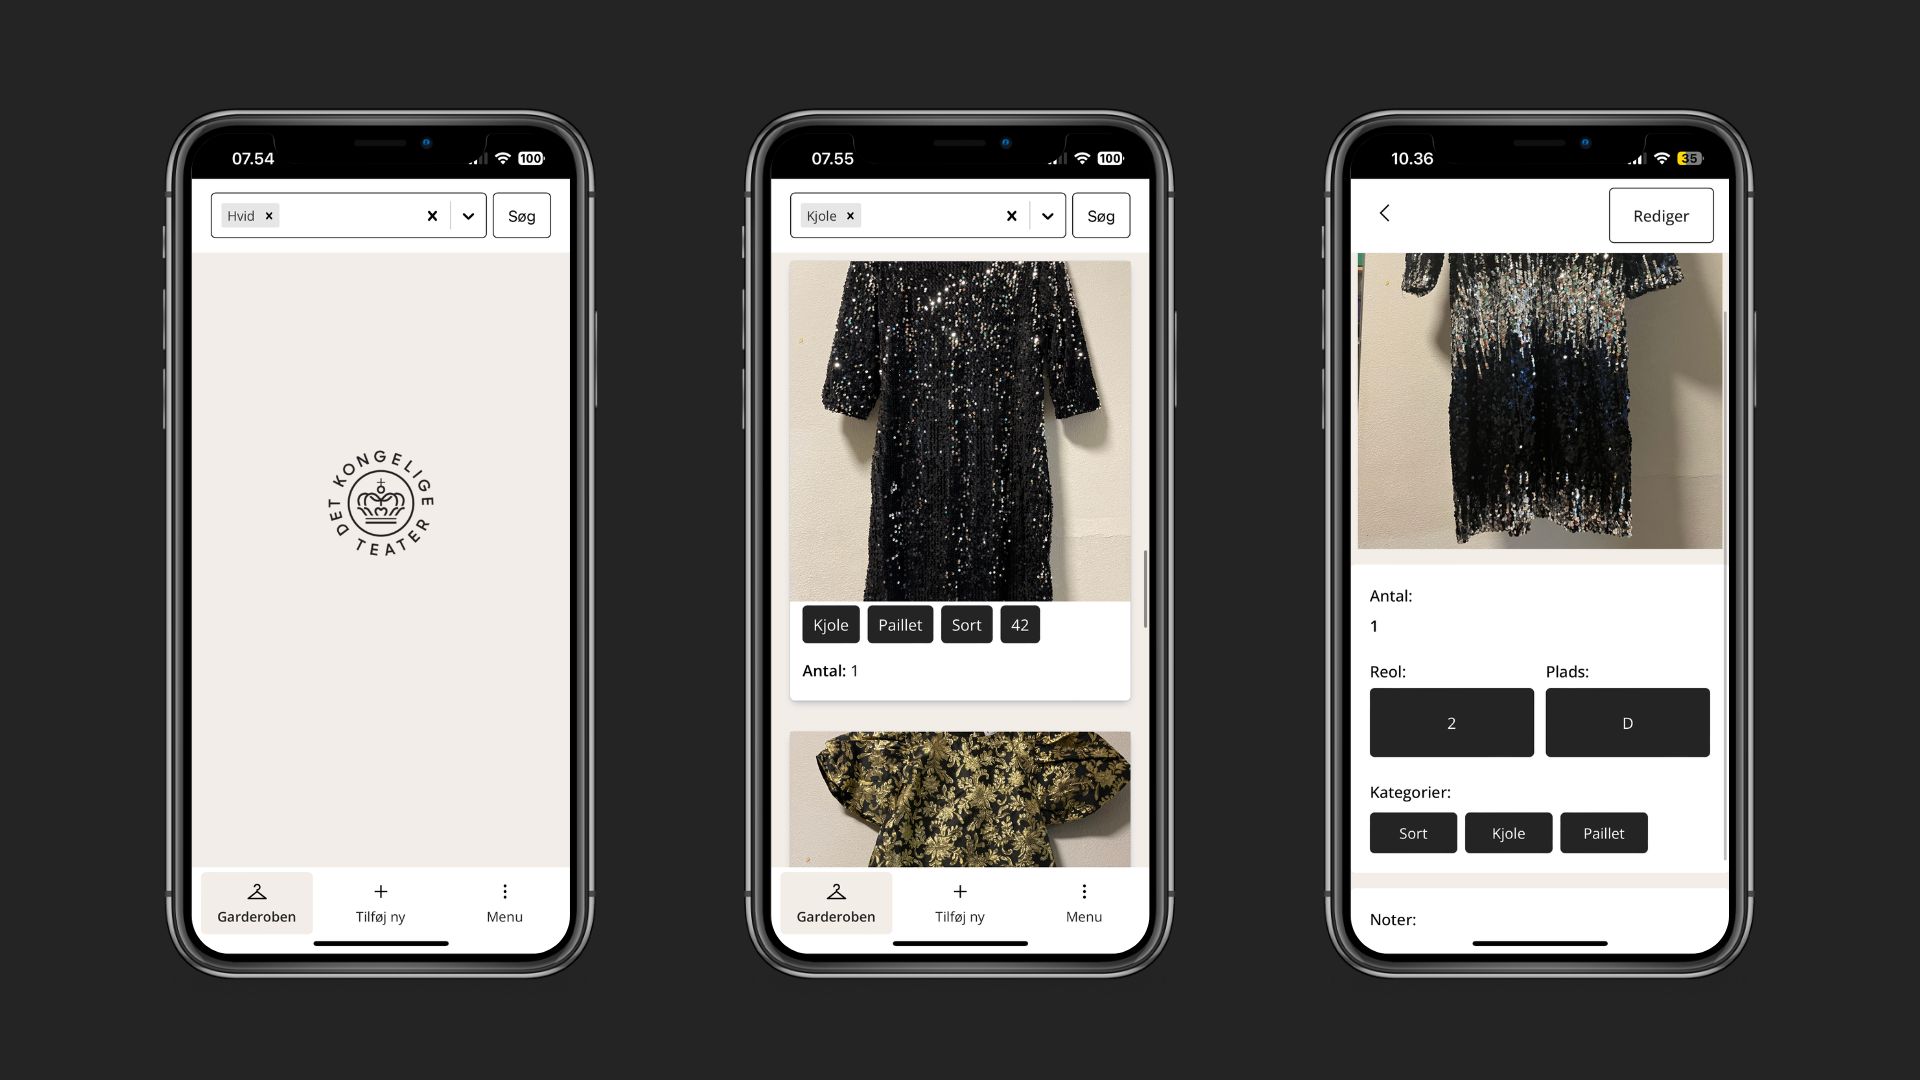 07.54
100
Hvid
Søg
DET KONGELIGE TEATER
Garderoben
Tilføj ny
Menu
07.55
100
Kjole
Søg
Kjole
Paillet
Sort
42
Antal: 1
Garderoben
Tilføj ny
Menu
10.36
35
Rediger
Antal:
1
Reol:
Plads:
2
D
Kategorier:
Sort
Kjole
Paillet
Noter: